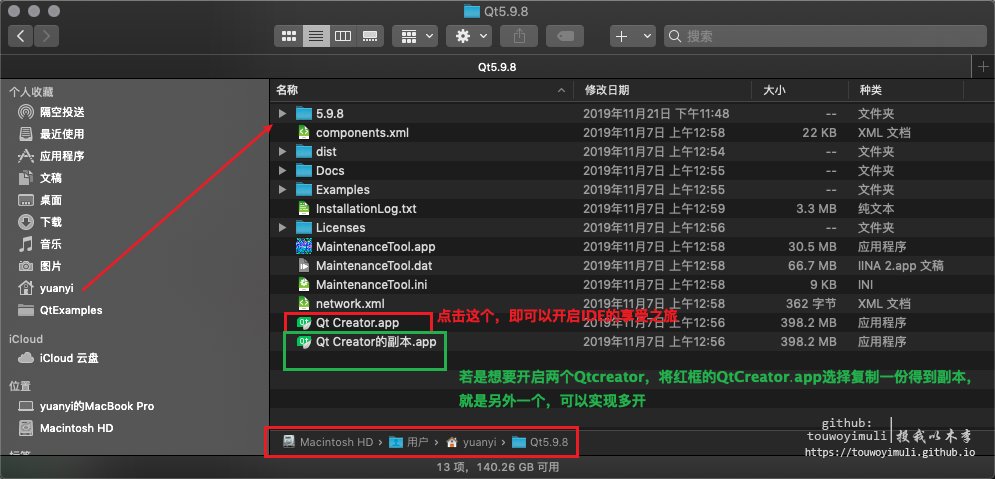 Qt5.9.8
搜索
Qt5.9.8
个人收藏
隔空投送
最近使用
应用程序
文稿
桌面
下载
音乐
图片
yuanyi
QtExamples
iCloud
iCloud 云盘
位置
yuanyi的MacBook Pro
Macintosh HD
标签
名称 修改日期 大小 种类
5.9.8 2019年11月21日 下午11:48 -- 文件夹
components.xml 2019年11月7日 上午12:58 22 KB XML 文档
dist 2019年11月7日 上午12:54 -- 文件夹
Docs 2019年11月7日 上午12:55 -- 文件夹
Examples 2019年11月7日 上午12:55 -- 文件夹
InstallationLog.txt 2019年11月7日 上午12:59 3.3 MB 纯文本
Licenses 2019年11月7日 上午12:56 -- 文件夹
MaintenanceTool.app 2019年11月7日 上午12:58 30.5 MB 应用程序
MaintenanceTool.dat 2019年11月7日 上午12:58 66.7 MB IINA 2.app 文稿
MaintenanceTool.ini 2019年11月7日 上午12:58 9 KB INI
network.xml 2019年11月7日 上午12:58 362 字节 XML 文档
Qt Creator.app 2019年11月7日 上午12:56 398.2 MB 应用程序
点击这个，即可以开启IDE的享誉之旅
Qt Creator的副本.app 2019年11月7日 上午12:56 398.2 MB 应用程序
若是想要开启两个Qtcreator，将红框的QtCreator.app选择复制一份得到副本，
就是另外一个，可以实现多开
github:
touwoyimuli
投我以木李
https://touwoyimuli.github.io
Macintosh HD › 用户 › yuanyi › Qt5.9.8
13 项，140.26 GB 可用